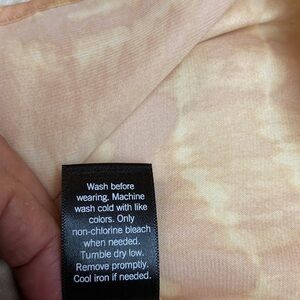 Wash before
wearing. Machine
wash cold with like
colors. Only
non-chlorine bleach
when needed.
Tumble dry low.
Remove promptly.
Cool iron if needed.